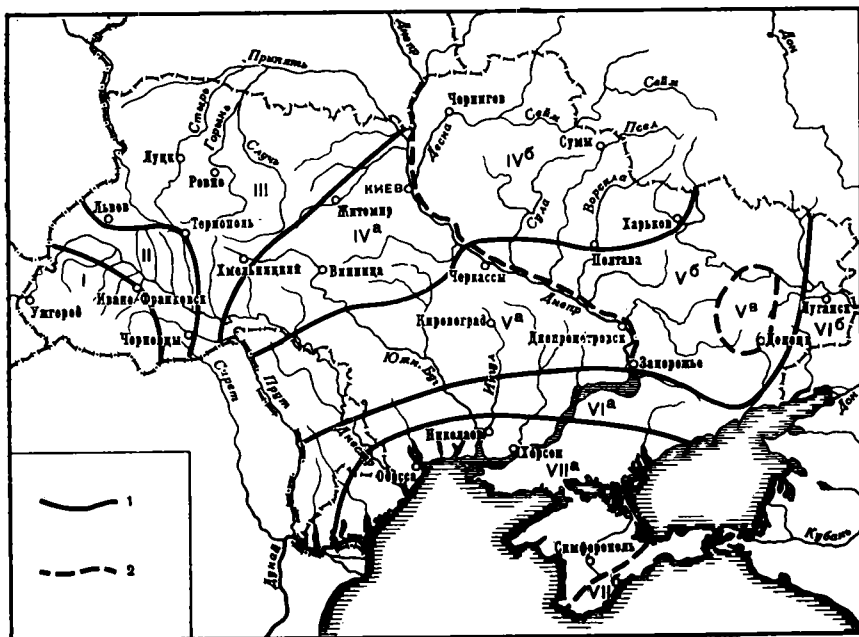 Днепр
Дон
Припять
Стырь
Горынь
Случь
Чернигов
Десна
Сейм
Сейм
Сумы
Псел
IVб
Луцк
Ровно
III
КИЕВ
Житомир
Сула
Ворскла
Харьков
Львов
Тернополь
IVа
Полтава
II
Хмельницкий
Винница
Черкассы
Vб
I
Ивано-Франковск
Ужгород
Vв
Луганск
Днепр
Vа
Кировоград
Днепропетровск
Донецк
VIб
Черновцы
Запорожье
Сирет
Прут
Южн. Буг
Ингул
Дон
VIа
Днестр
Николаев
Херсон
Одесса
VIIа
1
Симферополь
Кубань
Дунай
2
VIIб